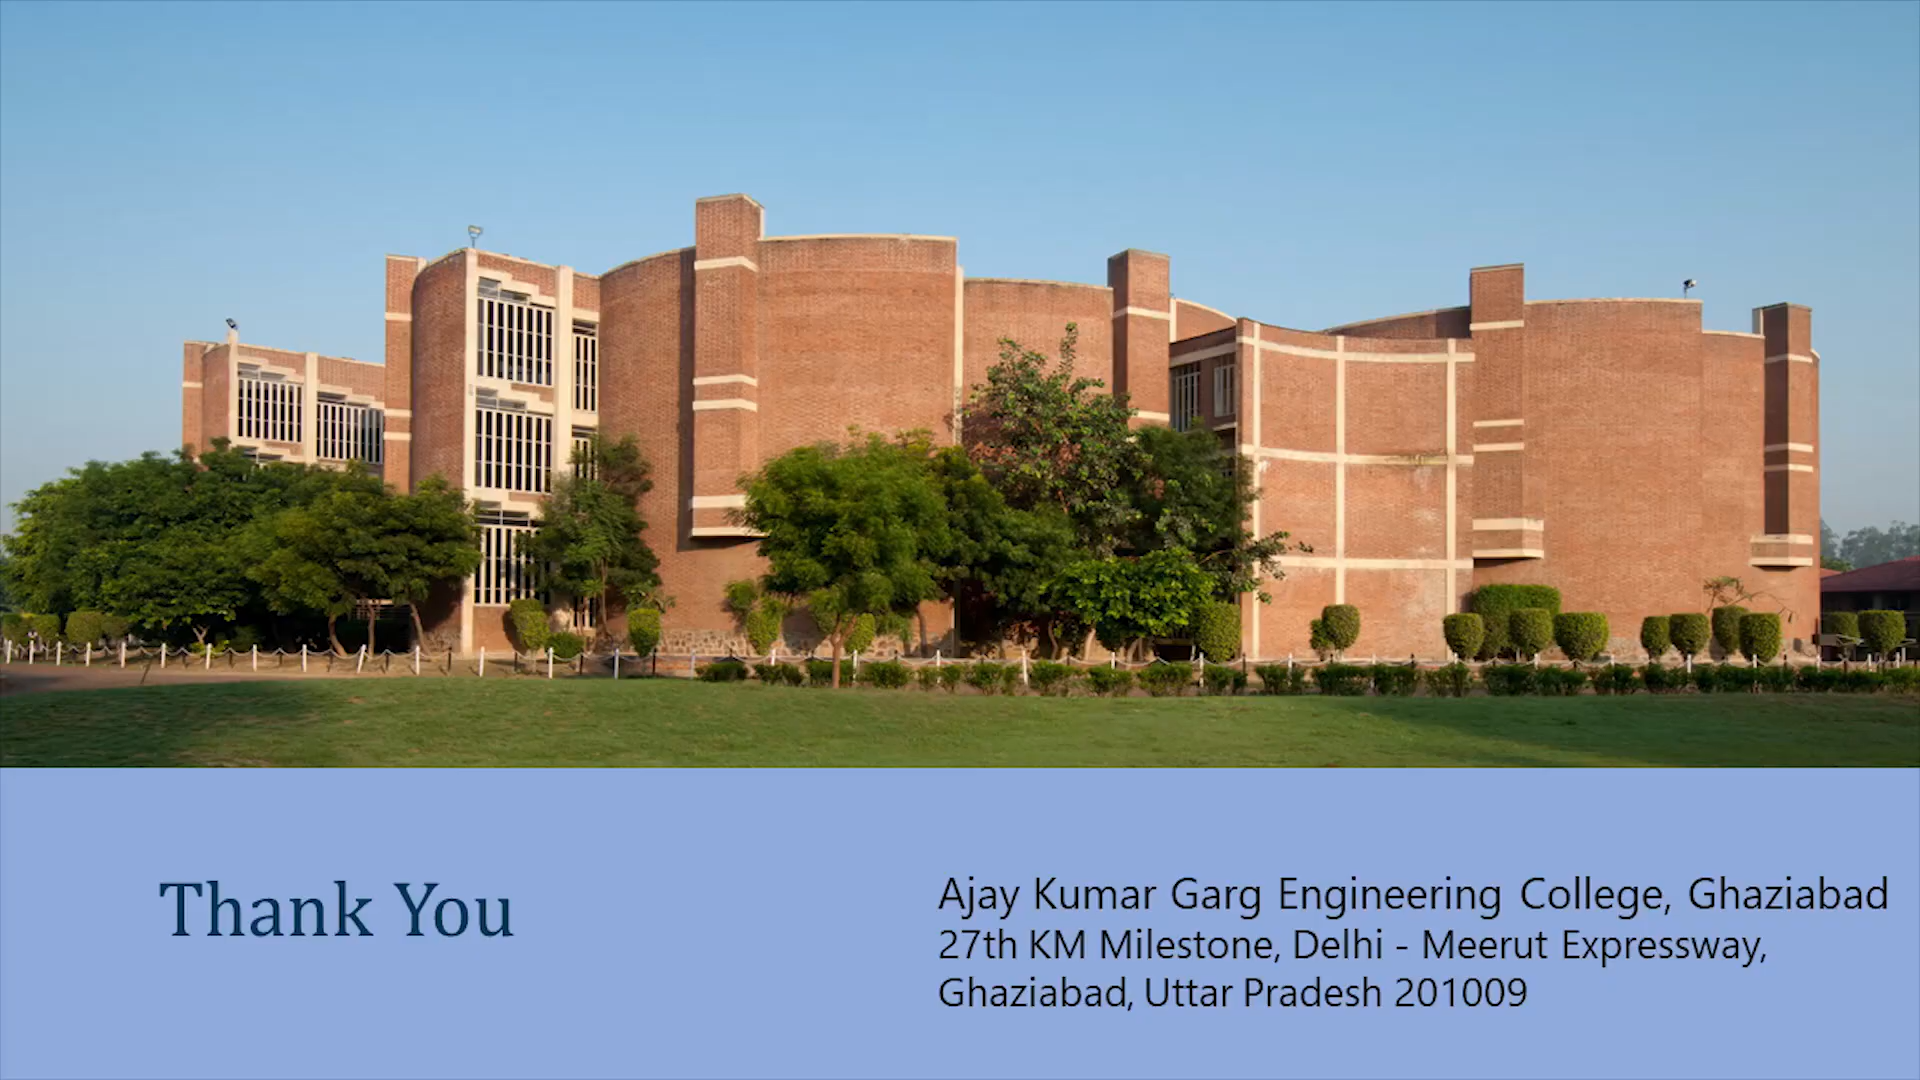 Thank You
Ajay Kumar Garg Engineering College, Ghaziabad
27th KM Milestone, Delhi - Meerut Expressway,
Ghaziabad, Uttar Pradesh 201009